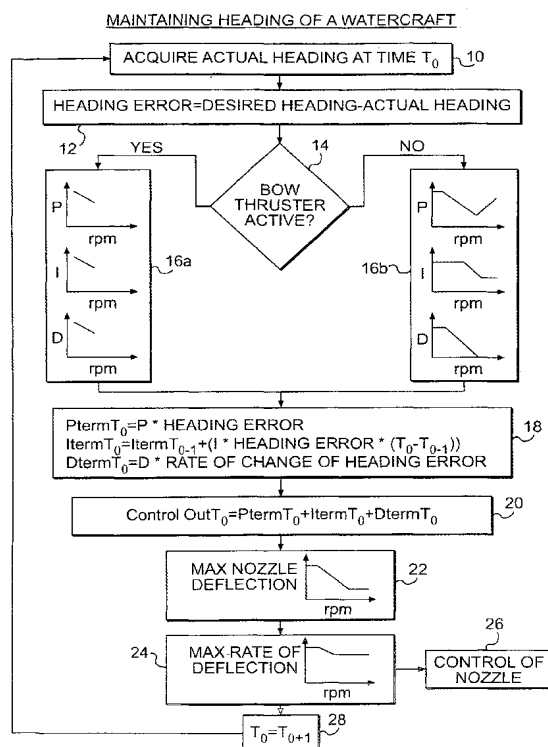 MAINTAINING HEADING OF A WATERCRAFT
ACQUIRE ACTUAL HEADING AT TIME T0
10
HEADING ERROR=DESIRED HEADING-ACTUAL HEADING
12
YES
14
NO
BOW
THRUSTER
ACTIVE?
P
rpm
I
rpm
D
rpm
16a
P
rpm
I
rpm
D
rpm
16b
PtermT0=P * HEADING ERROR
ItermT0=ItermT0-1+(I * HEADING ERROR * (T0-T0-1))
DtermT0=D * RATE OF CHANGE OF HEADING ERROR
18
Control OutT0=PtermT0+ItermT0+DtermT0
20
MAX NOZZLE
DEFLECTION
rpm
22
24
MAX RATE OF
DEFLECTION
rpm
26
CONTROL OF
NOZZLE
T0=T0+1
28